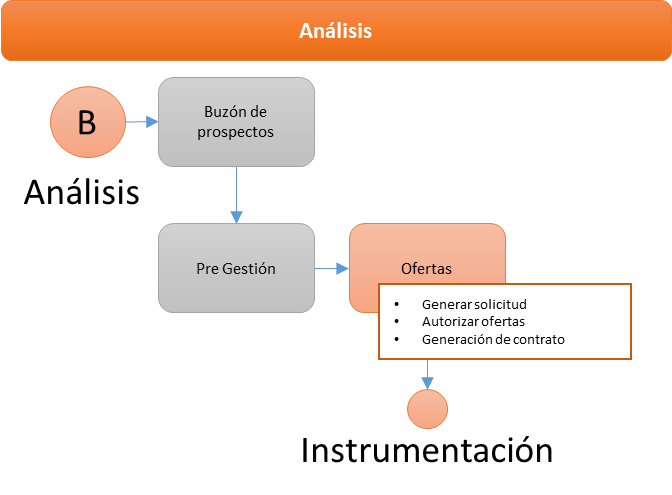 Análisis
B
Buzón de
prospectos
Análisis
Pre Gestión
Ofertas
• Generar solicitud
• Autorizar ofertas
• Generación de contrato
Instrumentación